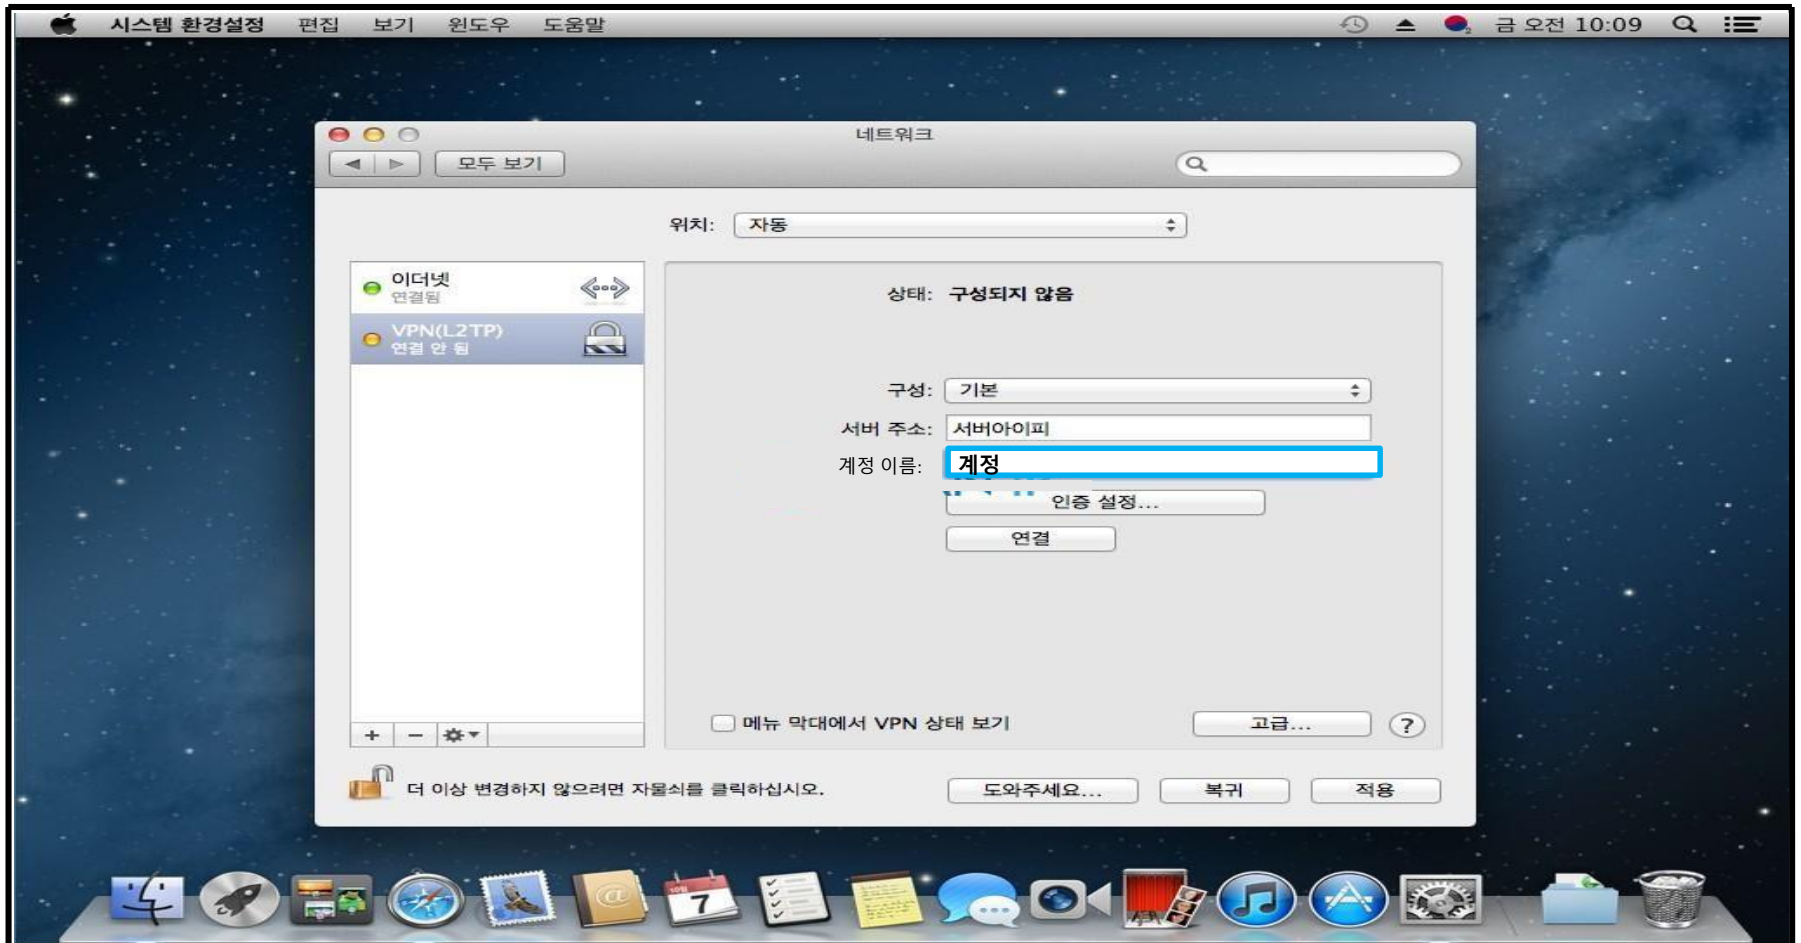 시스템 환경설정 편집 보기 윈도우 도움말 금 오전 10:09
네트워크
모두 보기
위치: 자동
이더넷
연결됨
VPN(L2TP)
연결 안 됨
상태: 구성되지 않음
구성: 기본
서버 주소: 서버아이피
계정 이름: 계정
인증 설정...
연결
메뉴 막대에서 VPN 상태 보기
고급... ?
더 이상 변경하지 않으려면 자물쇠를 클릭하십시오.
도와주세요... 복귀 적용
10월
7